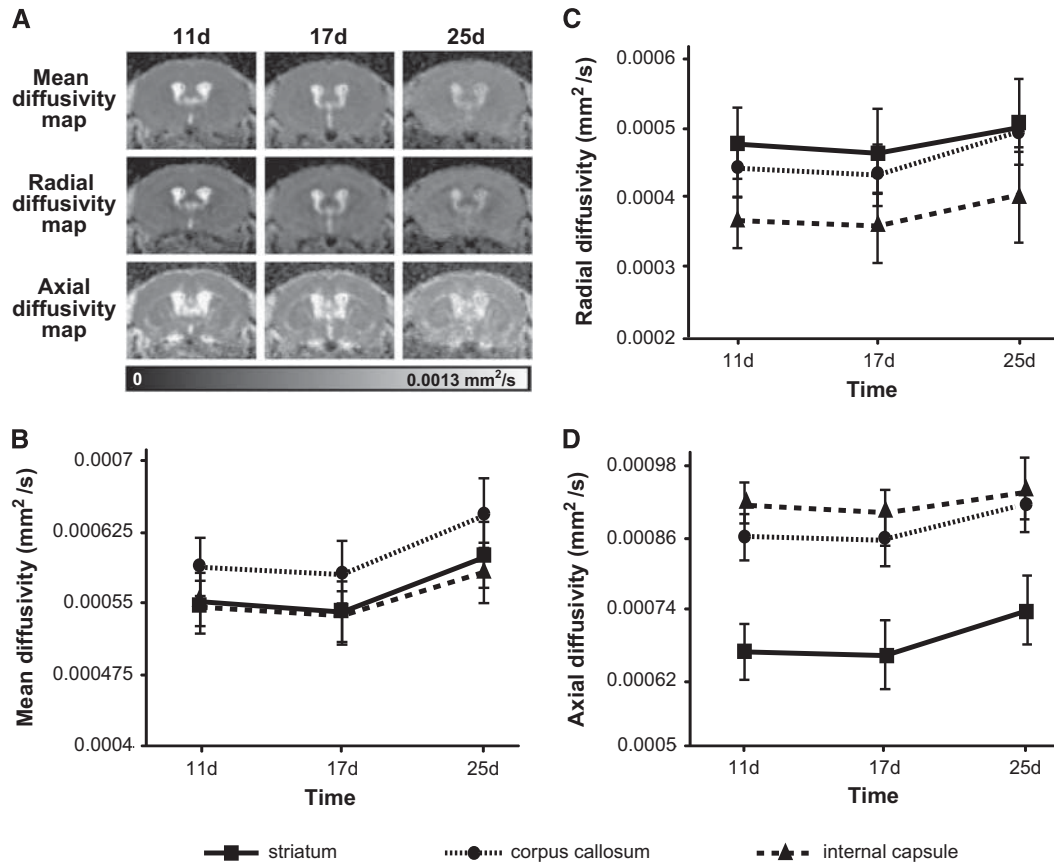 A
11d 17d 25d
Mean
diffusivity
map
Radial
diffusivity
map
Axial
diffusivity
map
0 0.0013 mm²/s
B
Mean diffusivity (mm² /s)
0.0007
0.000625
0.00055
0.000475
0.0004
11d 17d 25d
Time
C
Radial diffusivity (mm² /s)
0.0006
0.0005
0.0004
0.0003
0.0002
11d 17d 25d
Time
D
Axial diffusivity (mm² /s)
0.00098
0.00086
0.00074
0.00062
0.0005
11d 17d 25d
Time
striatum corpus callosum internal capsule